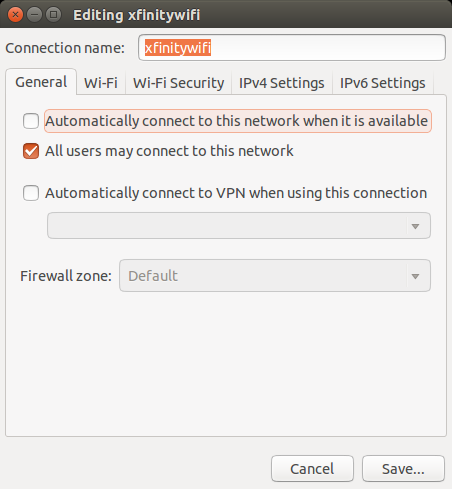 Editing xfinitywifi
Connection name: xfinitywifi
General Wi-Fi Wi-Fi Security IPv4 Settings IPv6 Settings
Automatically connect to this network when it is available
All users may connect to this network
Automatically connect to VPN when using this connection
Firewall zone: Default
Cancel Save...